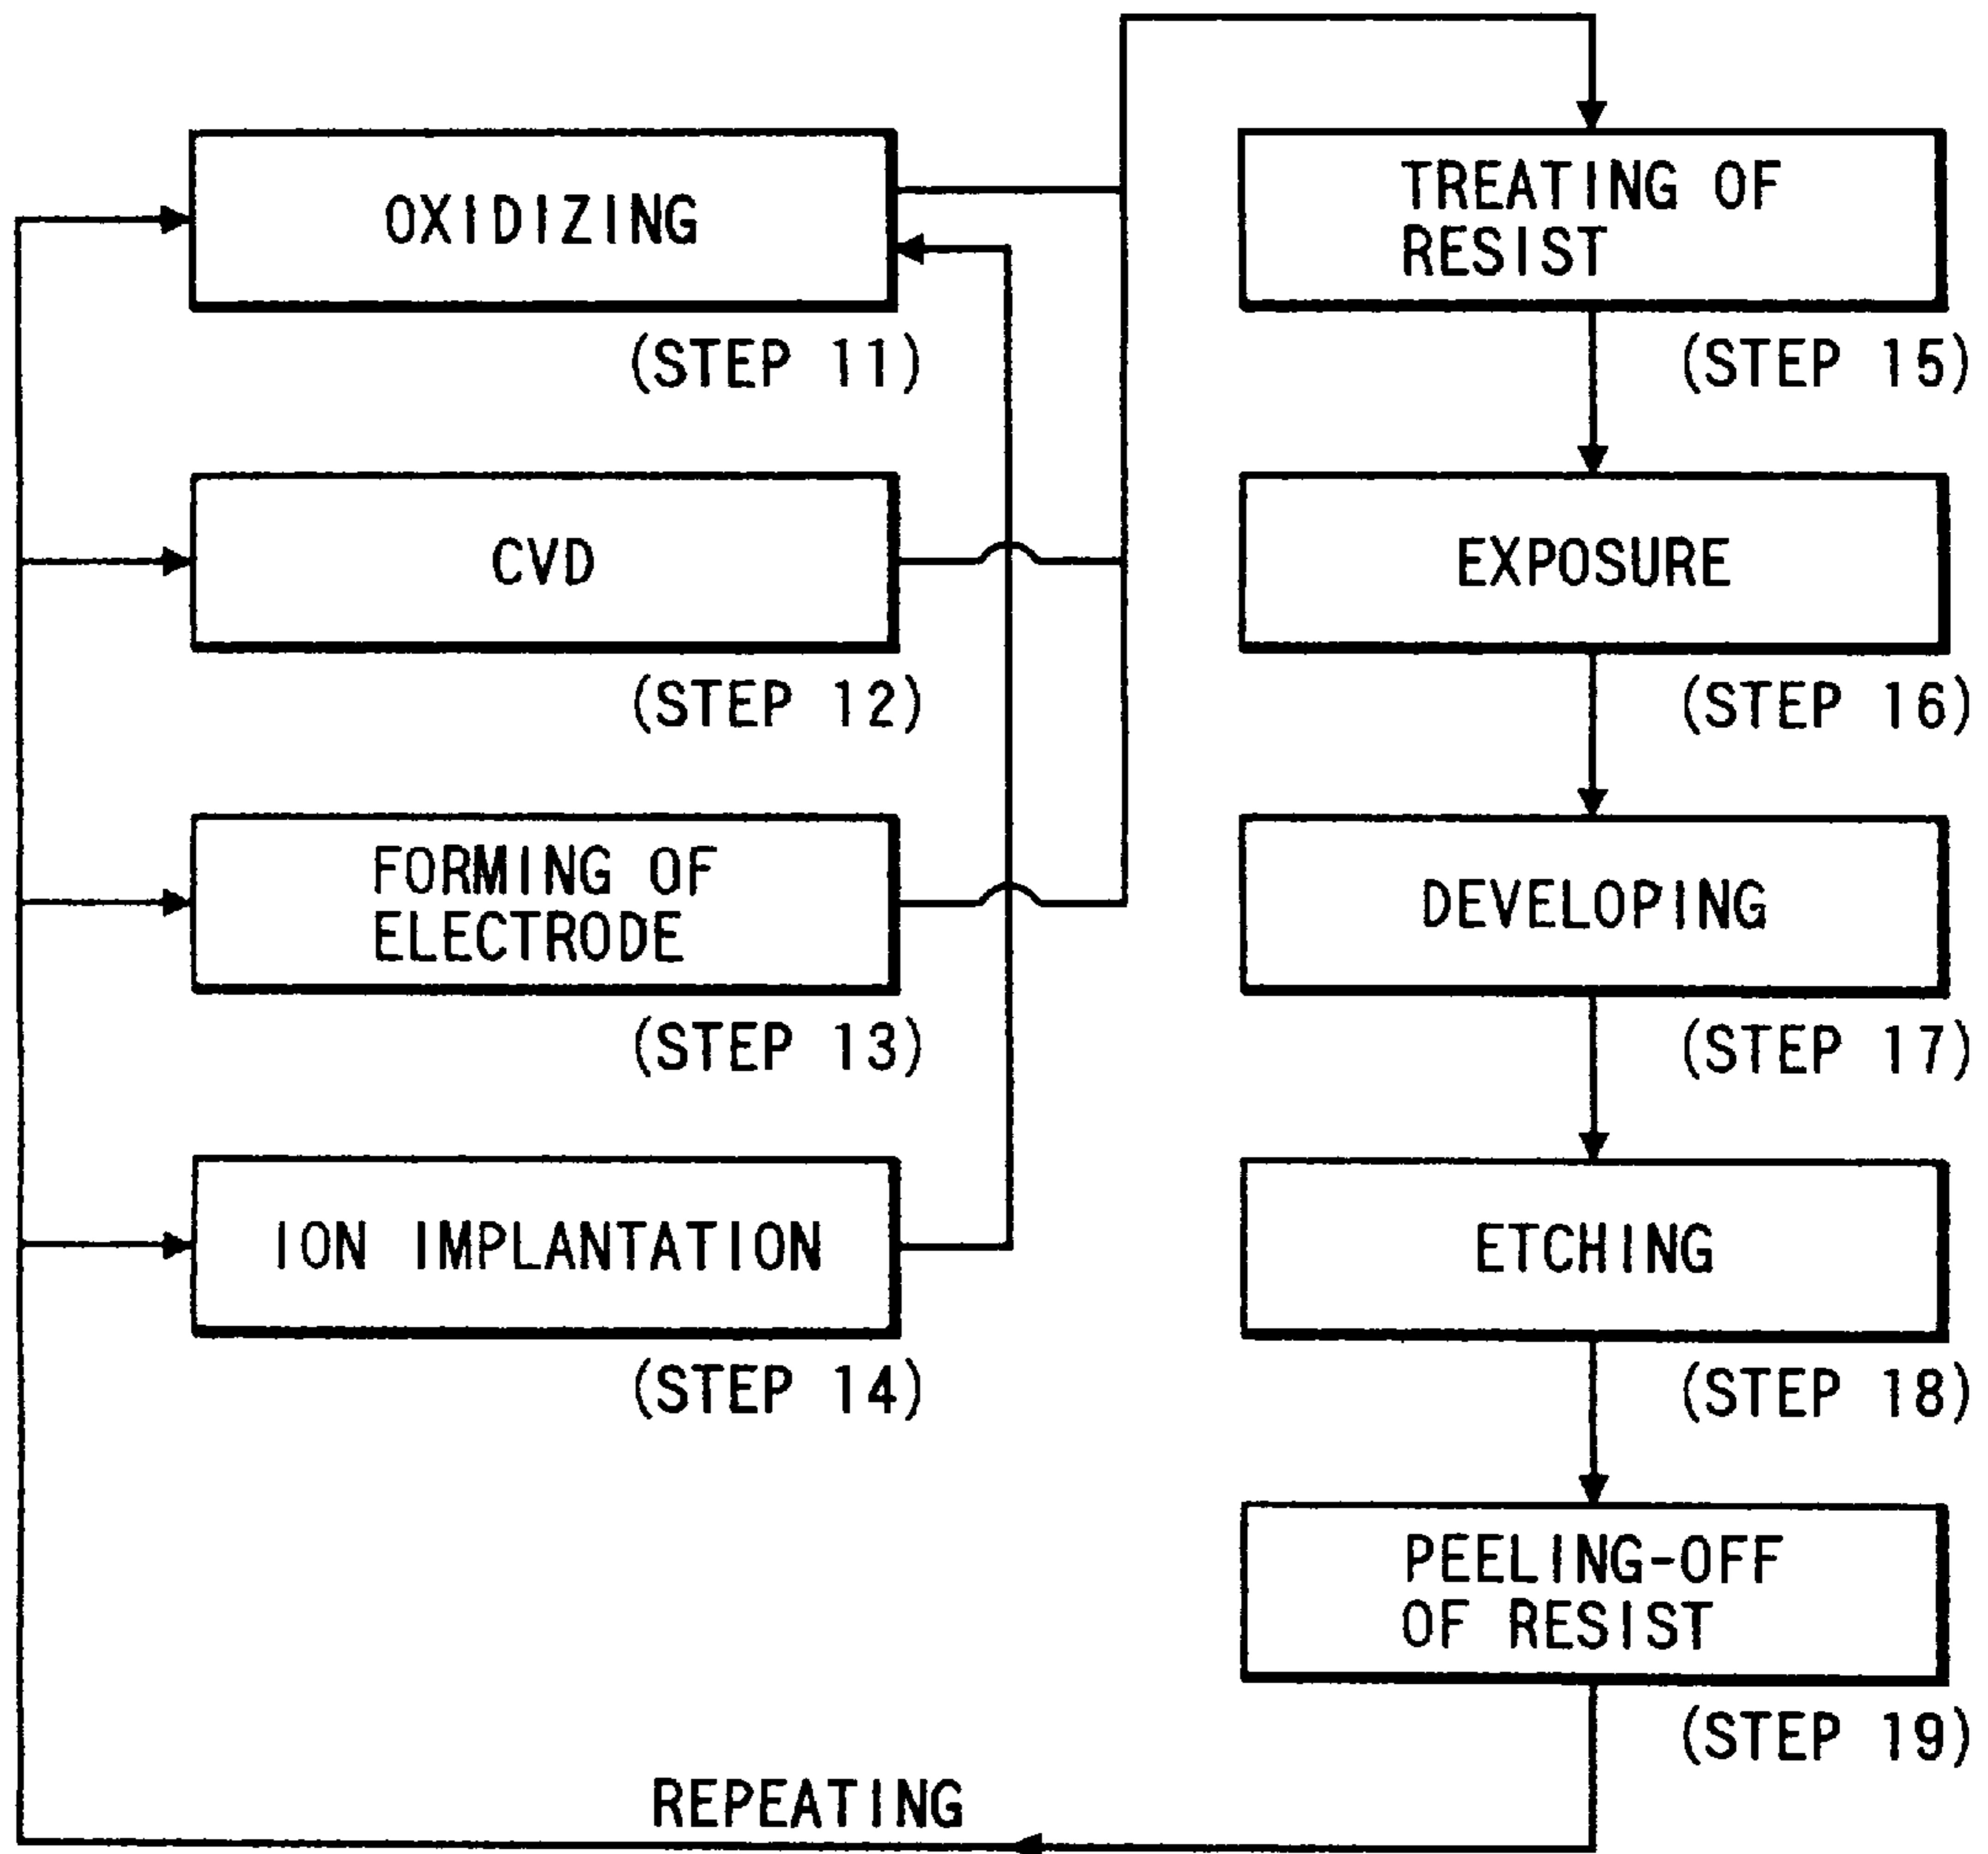 OXIDIZING
(STEP 11)
CVD
(STEP 12)
FORMING OF
ELECTRODE
(STEP 13)
ION IMPLANTATION
(STEP 14)
TREATING OF
RESIST
(STEP 15)
EXPOSURE
(STEP 16)
DEVELOPING
(STEP 17)
ETCHING
(STEP 18)
PEELING-OFF
OF RESIST
(STEP 19)
REPEATING